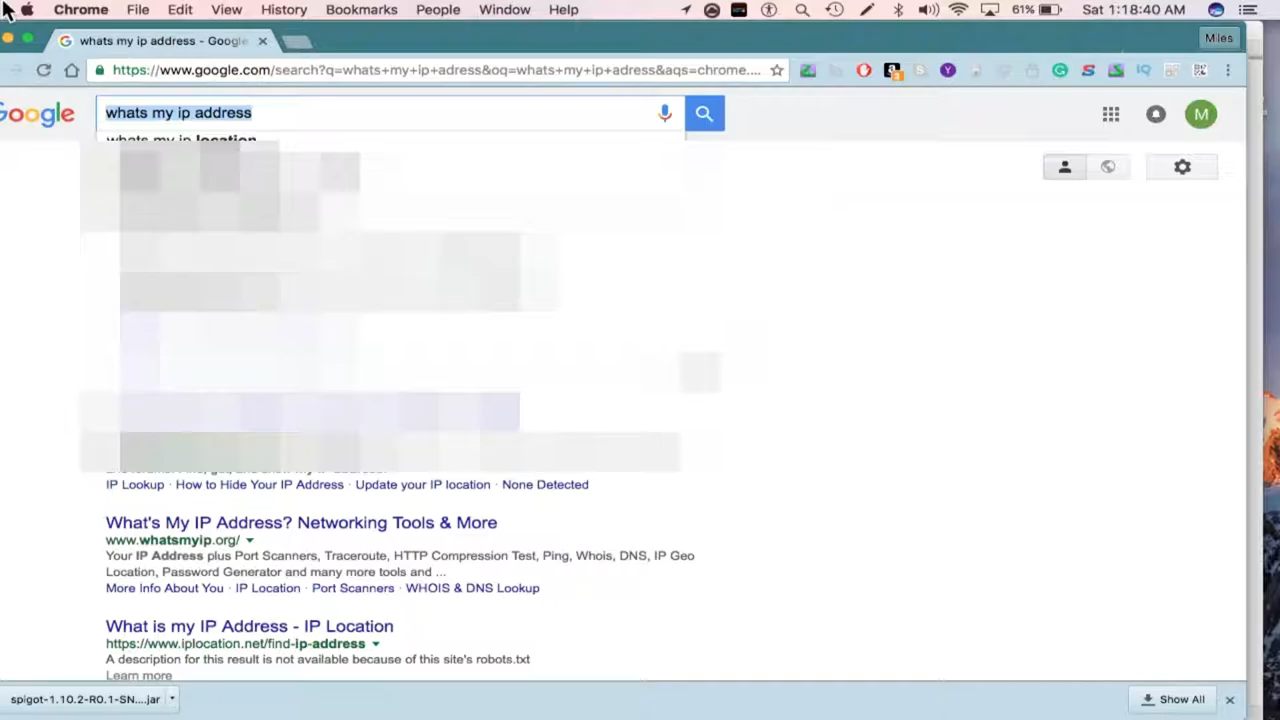 Chrome File Edit View History Bookmarks People Window Help 61% Sat 1:18:40 AM
whats my ip address - Google Miles
https://www.google.com/search?q=whats+my+ip+adress&oq=whats+my+ip+adress&aqs=chrome....
Google whats my ip address M
whats my ip location
IP Lookup · How to Hide Your IP Address · Update your IP location · None Detected
What's My IP Address? Networking Tools & More
www.whatsmyip.org/
Your IP Address plus Port Scanners, Traceroute, HTTP Compression Test, Ping, Whois, DNS, IP Geo
Location, Password Generator and many more tools and ...
More Info About You · IP Location · Port Scanners · WHOIS & DNS Lookup
What is my IP Address - IP Location
https://www.iplocation.net/find-ip-address
A description for this result is not available because of this site's robots.txt
Learn more
spigot-1.10.2-R0.1-SN....jar Show All